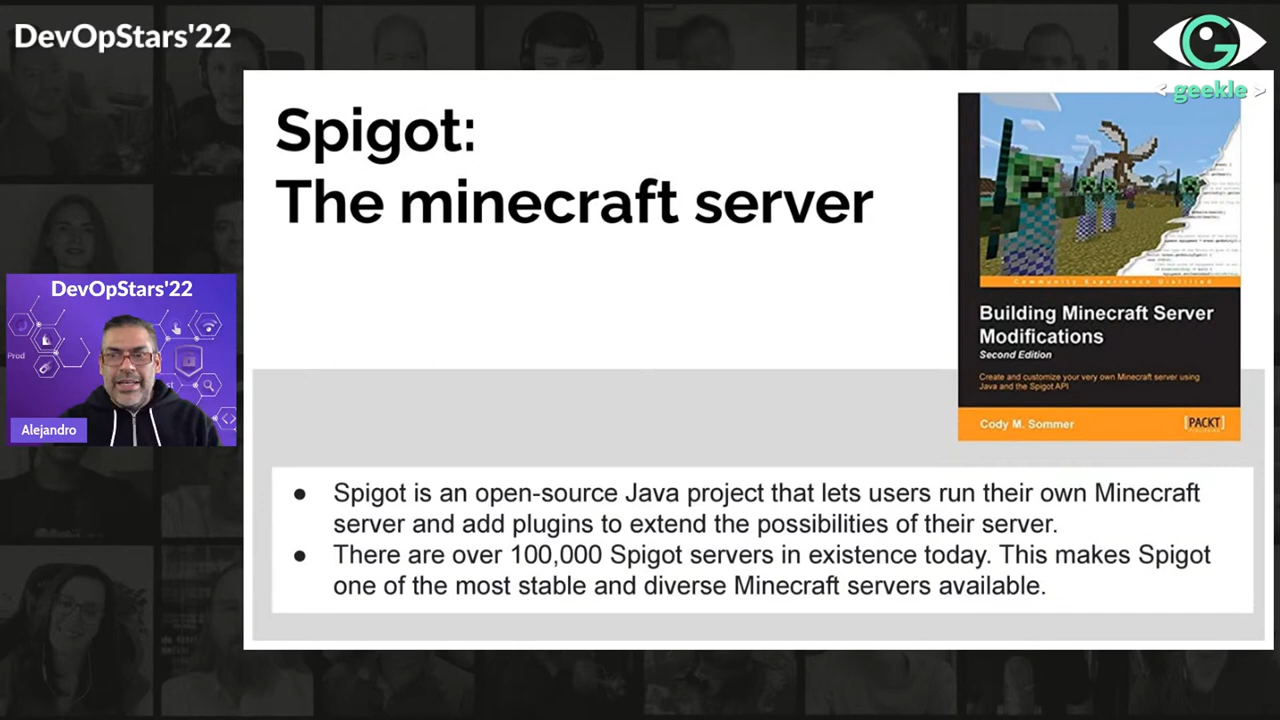 DevOpStars'22
< geekle >
Spigot:
The minecraft server
DevOpStars'22
Prod
Alejandro
Community Experience Distilled
Building Minecraft Server
Modifications
Second Edition
Create and customize your very own Minecraft server using
Java and the Spigot API
Cody M. Sommer
[PACKT]
● Spigot is an open-source Java project that lets users run their own Minecraft
server and add plugins to extend the possibilities of their server.
● There are over 100,000 Spigot servers in existence today. This makes Spigot
one of the most stable and diverse Minecraft servers available.